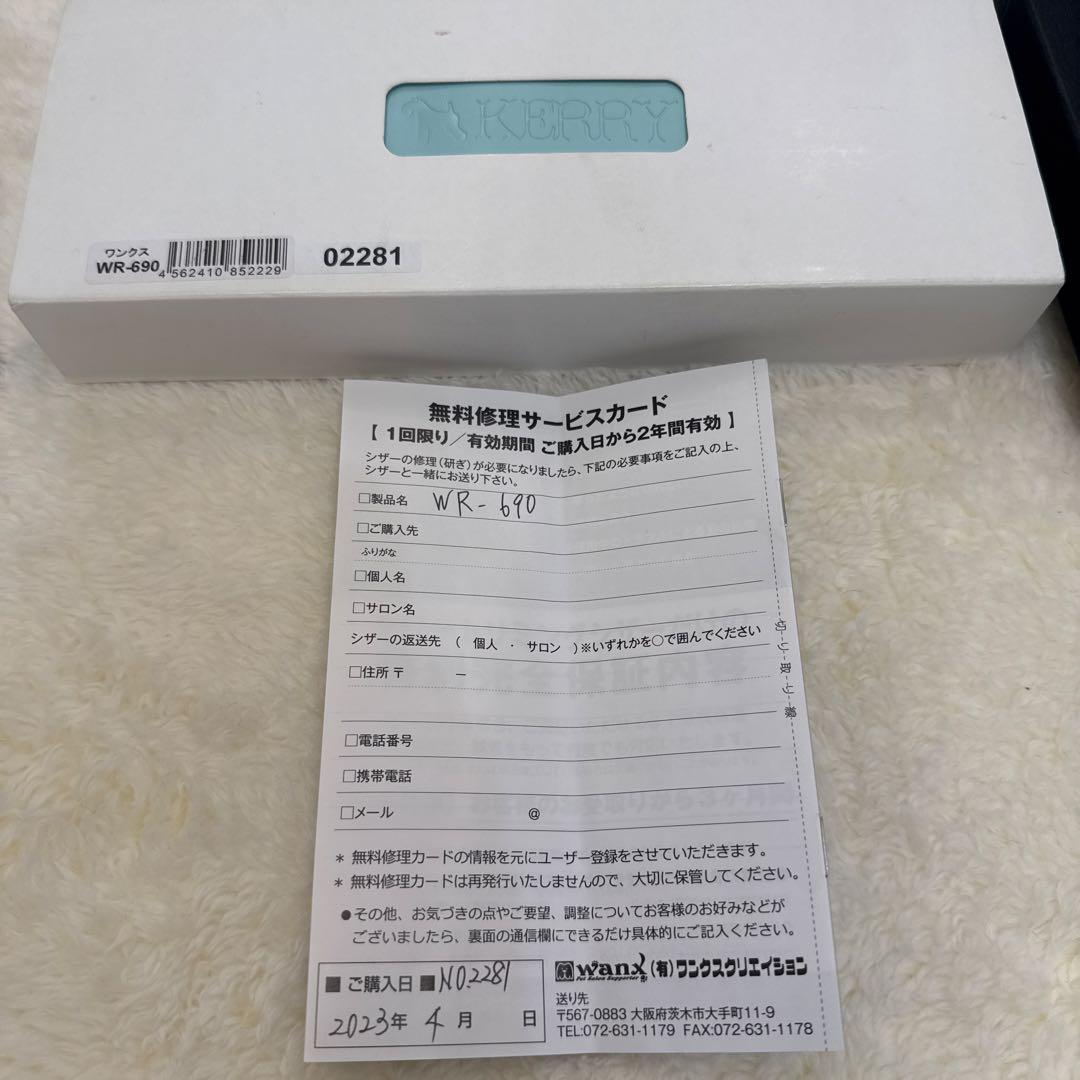 KERRY
ワンクス
WR-690
4 562410 852229
02281
無料修理サービスカード
【 1回限り／有効期間 ご購入日から2年間有効 】
シザーの修理（研ぎ）が必要になりましたら、下記の必要事項をご記入の上、
シザーと一緒にお送り下さい。
□製品名 WR-690
□ご購入先
ふりがな
□個人名
□サロン名
シザーの返送先 （ 個人 ・ サロン ）※いずれかを○で囲んでください
□住所 〒 －
□電話番号
□携帯電話
□メール @
切り取り線
＊ 無料修理カードの情報を元にユーザー登録をさせていただきます。
＊ 無料修理カードは再発行いたしませんので、大切に保管してください。
●その他、お気づきの点やご要望、調整についてお客様のお好みなどが
ございましたら、裏面の通信欄にできるだけ具体的にご記入ください。
■ ご購入日 ■ NO.2281
2023年 4 月 日
wanx (有)ワンクスクリエイション
Pet Salon Supporter
送り先
〒567-0883 大阪府茨木市大手町11-9
TEL:072-631-1179 FAX:072-631-1178